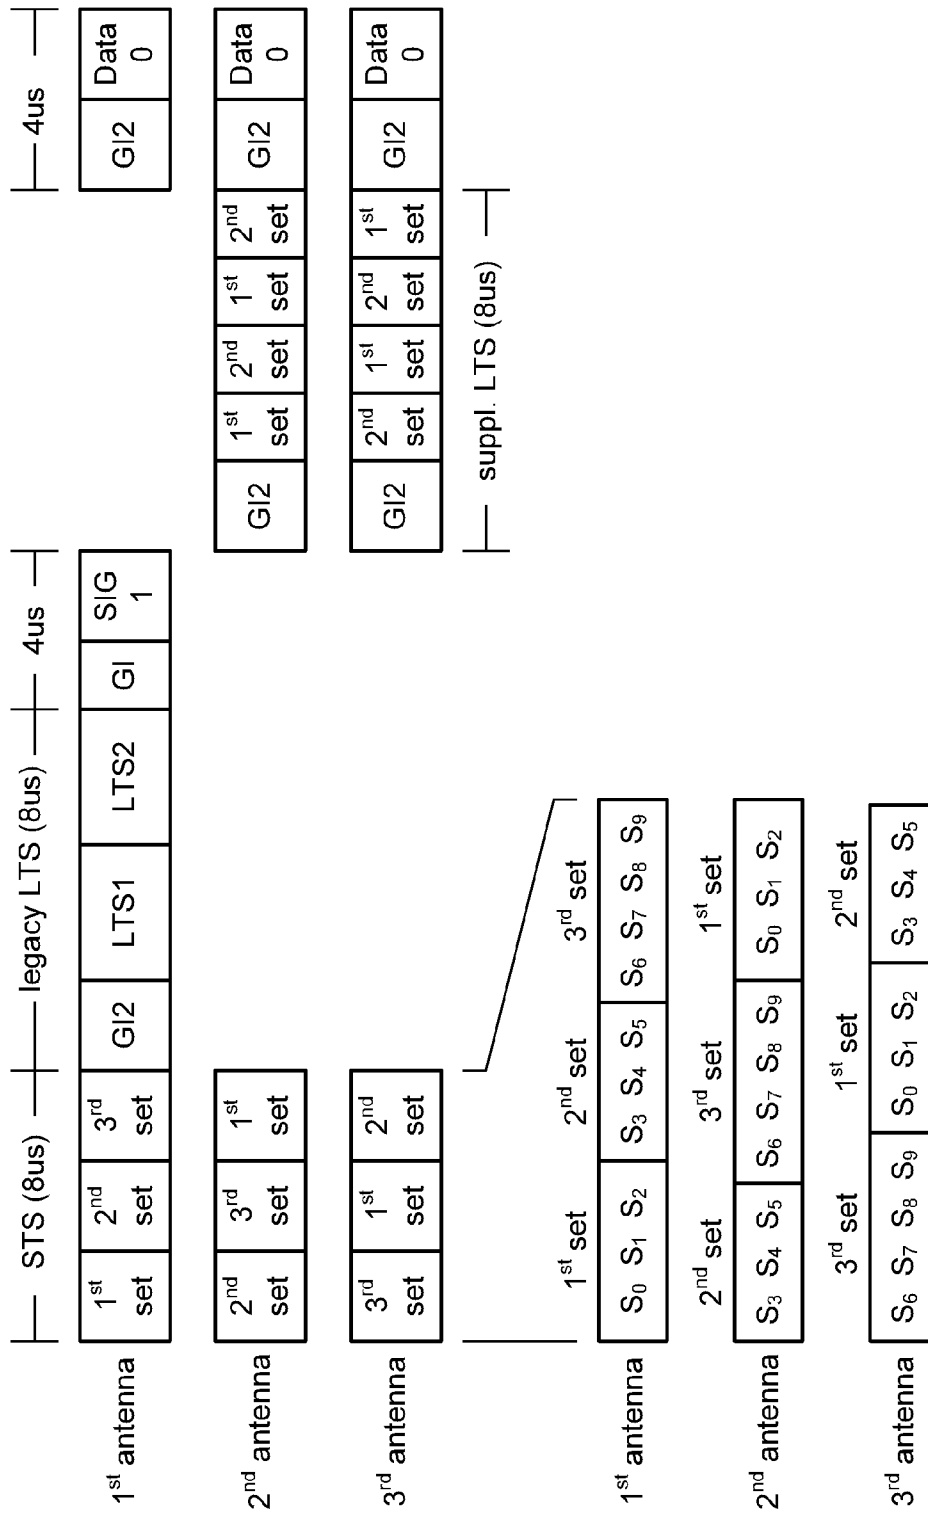 STS (8us) legacy LTS (8us) 4us 4us
1st antenna 1st set 2nd set 3rd set GI2 LTS1 LTS2 GI SIG 1 GI2 Data 0
2nd antenna 2nd set 3rd set 1st set GI2 1st set 2nd set 1st set 2nd set GI2 Data 0
3rd antenna 3rd set 1st set 2nd set GI2 2nd set 1st set 2nd set 1st set GI2 Data 0
suppl. LTS (8us)
1st set 2nd set 3rd set
1st antenna S0 S1 S2 S3 S4 S5 S6 S7 S8 S9
2nd set 3rd set 1st set
2nd antenna S3 S4 S5 S6 S7 S8 S9 S0 S1 S2
3rd set 1st set 2nd set
3rd antenna S6 S7 S8 S9 S0 S1 S2 S3 S4 S5